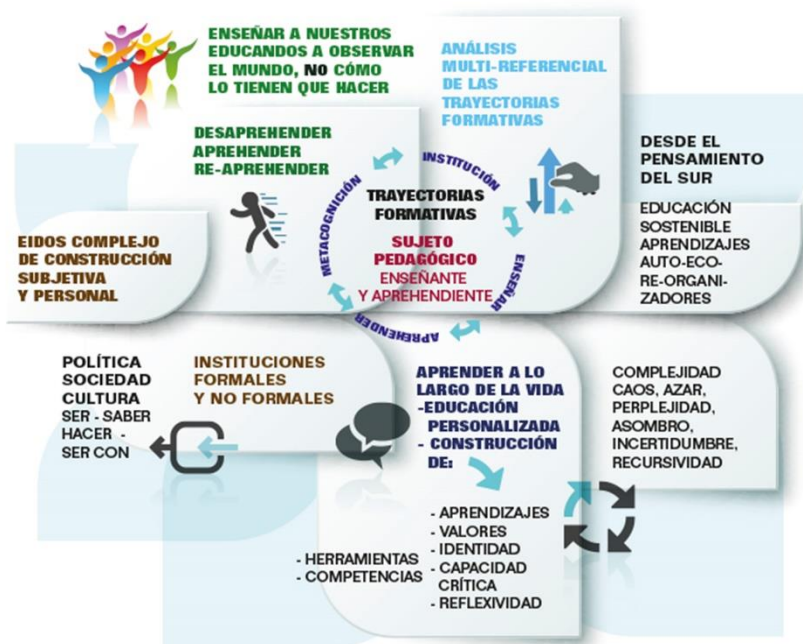 ENSEÑAR A NUESTROS
EDUCANDOS A OBSERVAR
EL MUNDO, NO CÓMO
LO TIENEN QUE HACER
ANÁLISIS
MULTI-REFERENCIAL
DE LAS
TRAYECTORIAS
FORMATIVAS
DESAPREHENDER
APREHENDER
RE-APREHENDER
DESDE EL
PENSAMIENTO
DEL SUR
EDUCACIÓN
SOSTENIBLE
APRENDIZAJES
AUTO-ECO-
RE-ORGANI-
ZADORES
INSTITUCIÓN
METACOGNICIÓN
ENSEÑAR
APREHENDER
TRAYECTORIAS
FORMATIVAS
SUJETO
PEDAGÓGICO
ENSEÑANTE
Y APREHENDIENTE
EIDOS COMPLEJO
DE CONSTRUCCIÓN
SUBJETIVA
Y PERSONAL
POLÍTICA
SOCIEDAD
CULTURA
SER - SABER
HACER -
SER CON
INSTITUCIONES
FORMALES
Y NO FORMALES
APRENDER A LO
LARGO DE LA VIDA
-EDUCACIÓN
PERSONALIZADA
- CONSTRUCCIÓN
DE:
- HERRAMIENTAS
- COMPETENCIAS
- APRENDIZAJES
- VALORES
- IDENTIDAD
- CAPACIDAD
CRÍTICA
- REFLEXIVIDAD
COMPLEJIDAD
CAOS, AZAR,
PERPLEJIDAD,
ASOMBRO,
INCERTIDUMBRE,
RECURSIVIDAD